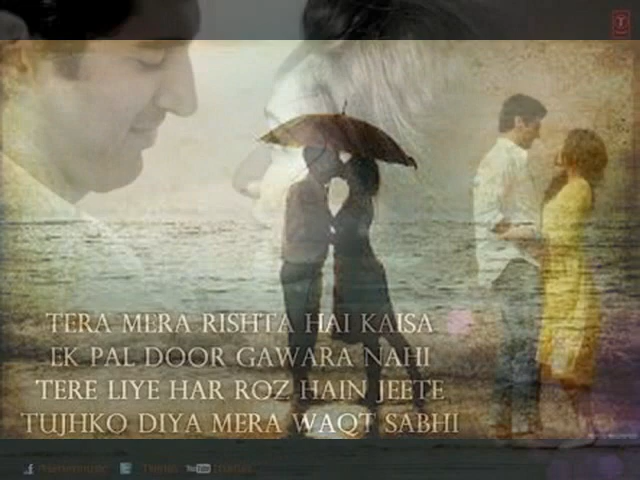 TERA MERA RISHTA HAI KAISA
EK PAL DOOR GAWARA NAHI
TERE LIYE HAR ROZ HAIN JEETE
TUJHKO DIYA MERA WAQT SABHI